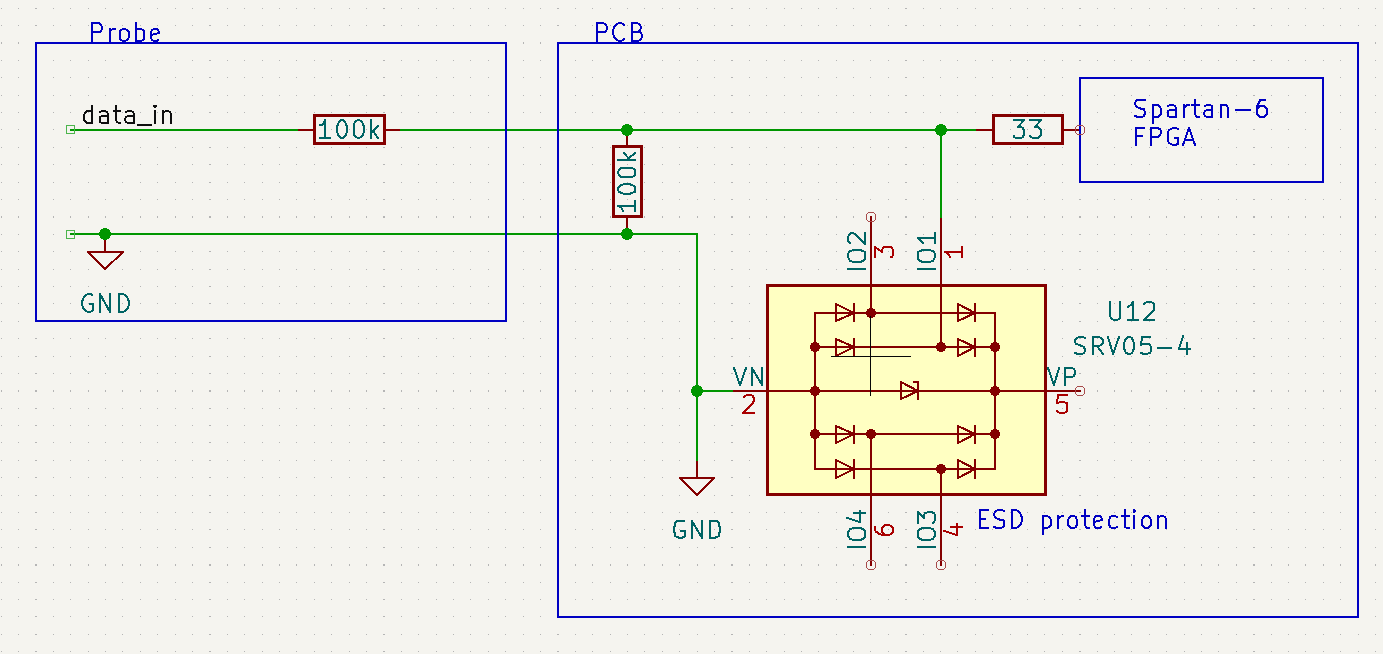 Probe
PCB
data_in
100k
100k
33
Spartan-6
FPGA
GND
IO2
3
IO1
1
U12
SRV05-4
VN
2
VP
5
GND
IO4
6
IO3
4
ESD protection